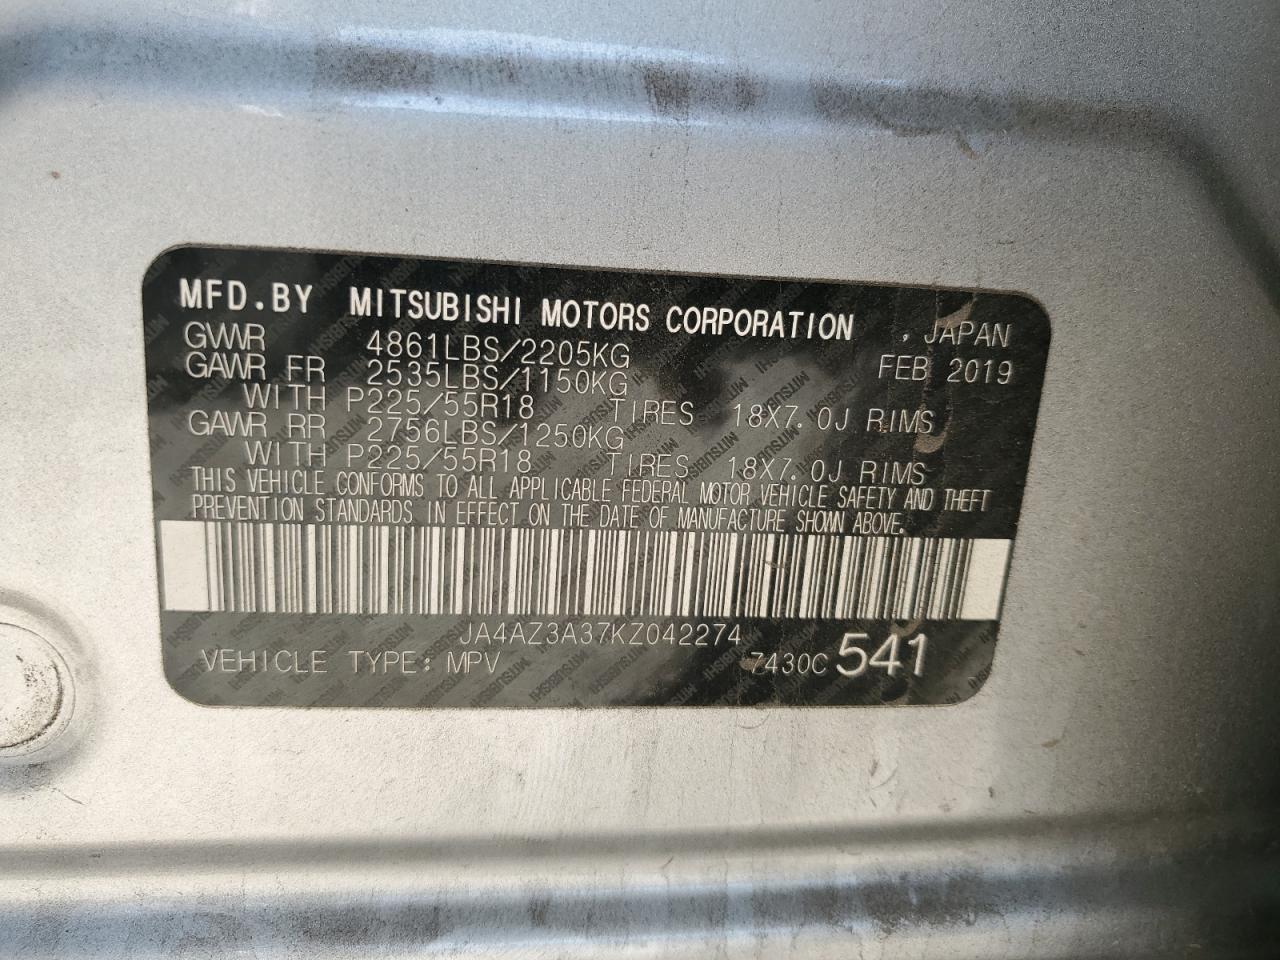 MFD.BY MITSUBISHI MOTORS CORPORATION , JAPAN
GWWR 4861LBS/2205KG FEB 2019
GAWR FR 2535LBS/1150KG
WITH P225/55R18 TIRES 18X7.0J RIMS
GAWR RR 2756LBS/1250KG
WITH P225/55R18 TIRES 18X7.0J RIMS
THIS VEHICLE CONFORMS TO ALL APPLICABLE FEDERAL MOTOR VEHICLE SAFETY AND THEFT
PREVENTION STANDARDS IN EFFECT ON THE DATE OF MANUFACTURE SHOWN ABOVE.
JA4AZ3A37KZ042274
VEHICLE TYPE: MPV 7430C 541